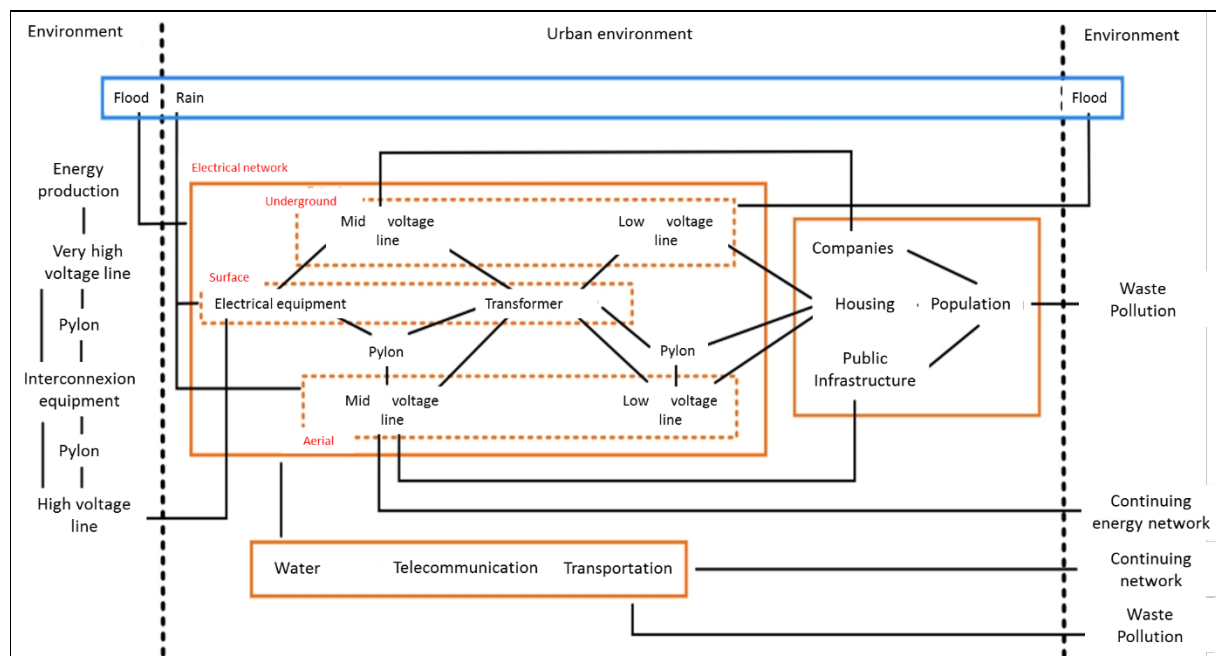 Environment
Urban environment
Environment
Flood
Rain
Flood
Energy
production
Very high
voltage line
Pylon
Interconnexion
equipment
Pylon
High voltage
line
Electrical network
Underground
Mid voltage
line
Low voltage
line
Surface
Electrical equipment
Transformer
Pylon
Pylon
Mid voltage
line
Low voltage
line
Aerial
Companies
Housing
Population
Public
Infrastructure
Waste
Pollution
Continuing
energy network
Water
Telecommunication
Transportation
Continuing
network
Waste
Pollution